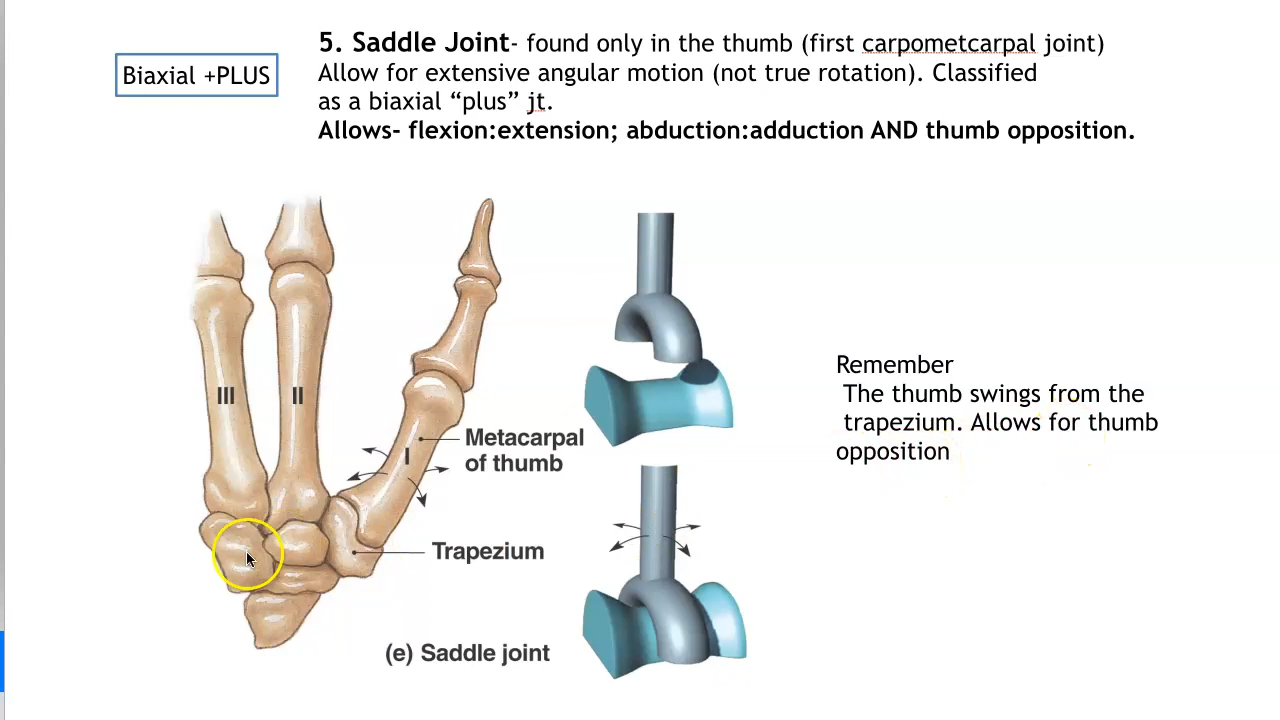 Biaxial +PLUS
5. Saddle Joint- found only in the thumb (first carpometcarpal joint)
Allow for extensive angular motion (not true rotation). Classified
as a biaxial “plus” jt.
Allows- flexion:extension; abduction:adduction AND thumb opposition.
III
II
I
Metacarpal
of thumb
Trapezium
(e) Saddle joint
Remember
The thumb swings from the
trapezium. Allows for thumb
opposition